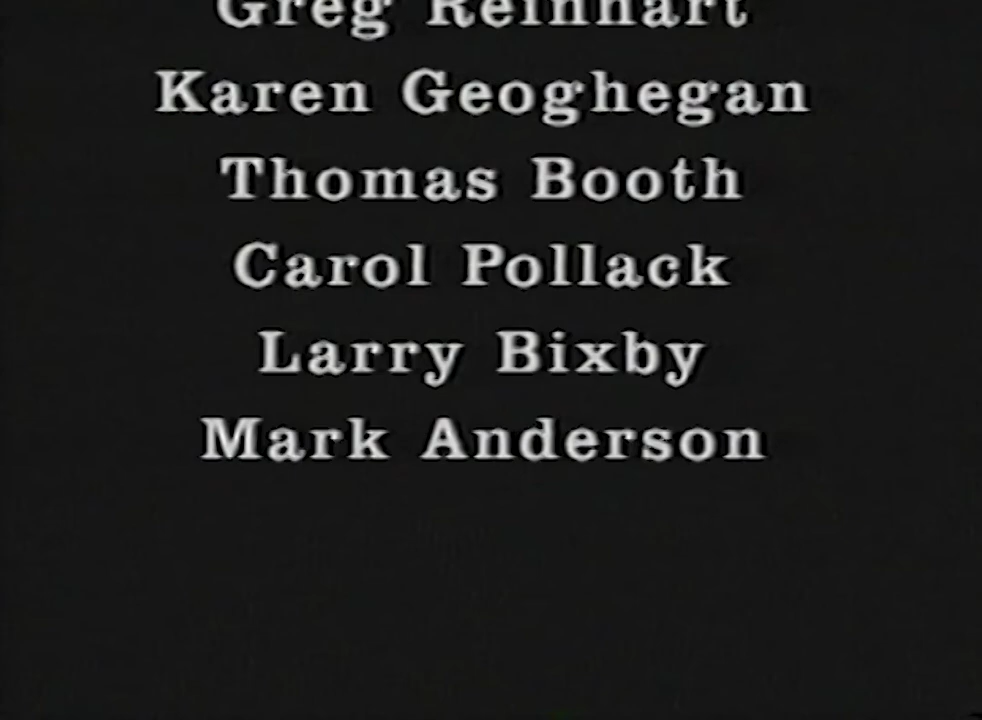 Greg Reinhart
Karen Geoghegan
Thomas Booth
Carol Pollack
Larry Bixby
Mark Anderson